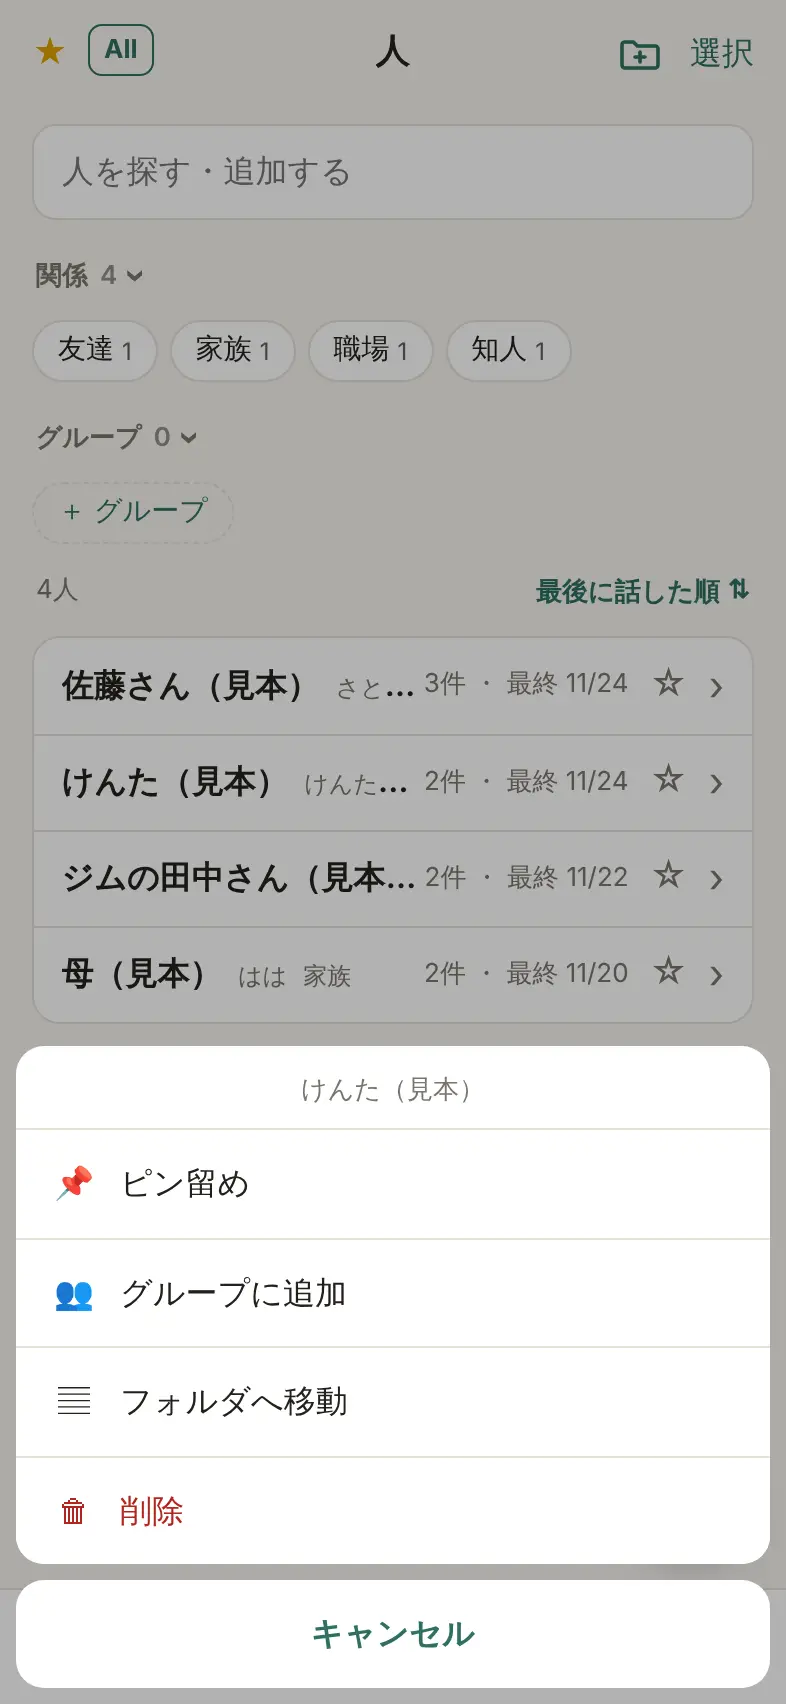 ★ All 人 選択
人を探す・追加する
関係 4
友達 1 家族 1 職場 1 知人 1
グループ 0
+ グループ
4人 最後に話した順 ⇅
佐藤さん（見本） さと... 3件 · 最終 11/24 ☆ ›
けんた（見本） けんた... 2件 · 最終 11/24 ☆ ›
ジムの田中さん（見本... 2件 · 最終 11/22 ☆ ›
母（見本） はは 家族 2件 · 最終 11/20 ☆ ›
けんた（見本）
📌 ピン留め
👥 グループに追加
フォルダへ移動
削除
キャンセル